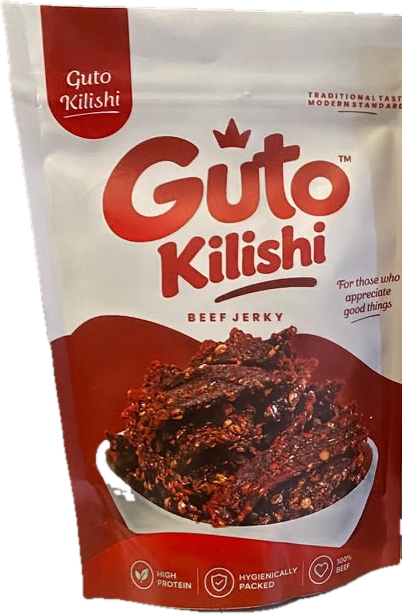 Guto
Kilishi
TRADITIONAL TAST
MODERN STANDARD
Guto™
Kilishi
BEEF JERKY
For those who
appreciate
good things
HIGH
PROTEIN
HYGIENICALLY
PACKED
100%
BEEF